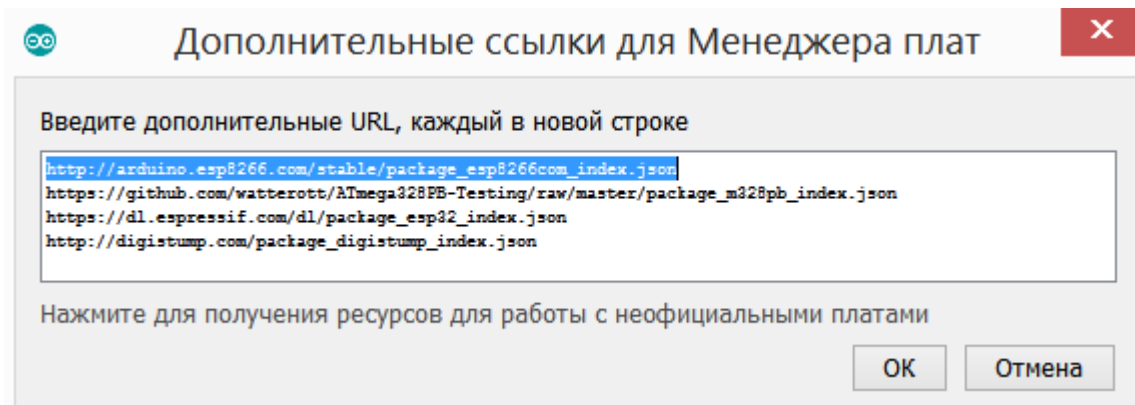 Дополнительные ссылки для Менеджера плат
Введите дополнительные URL, каждый в новой строке
http://arduino.esp8266.com/stable/package_esp8266com_index.json
https://github.com/watterott/ATmega328PB-Testing/raw/master/package_m328pb_index.json
https://dl.espressif.com/dl/package_esp32_index.json
http://digistump.com/package_digistump_index.json
Нажмите для получения ресурсов для работы с неофициальными платами
ОК Отмена